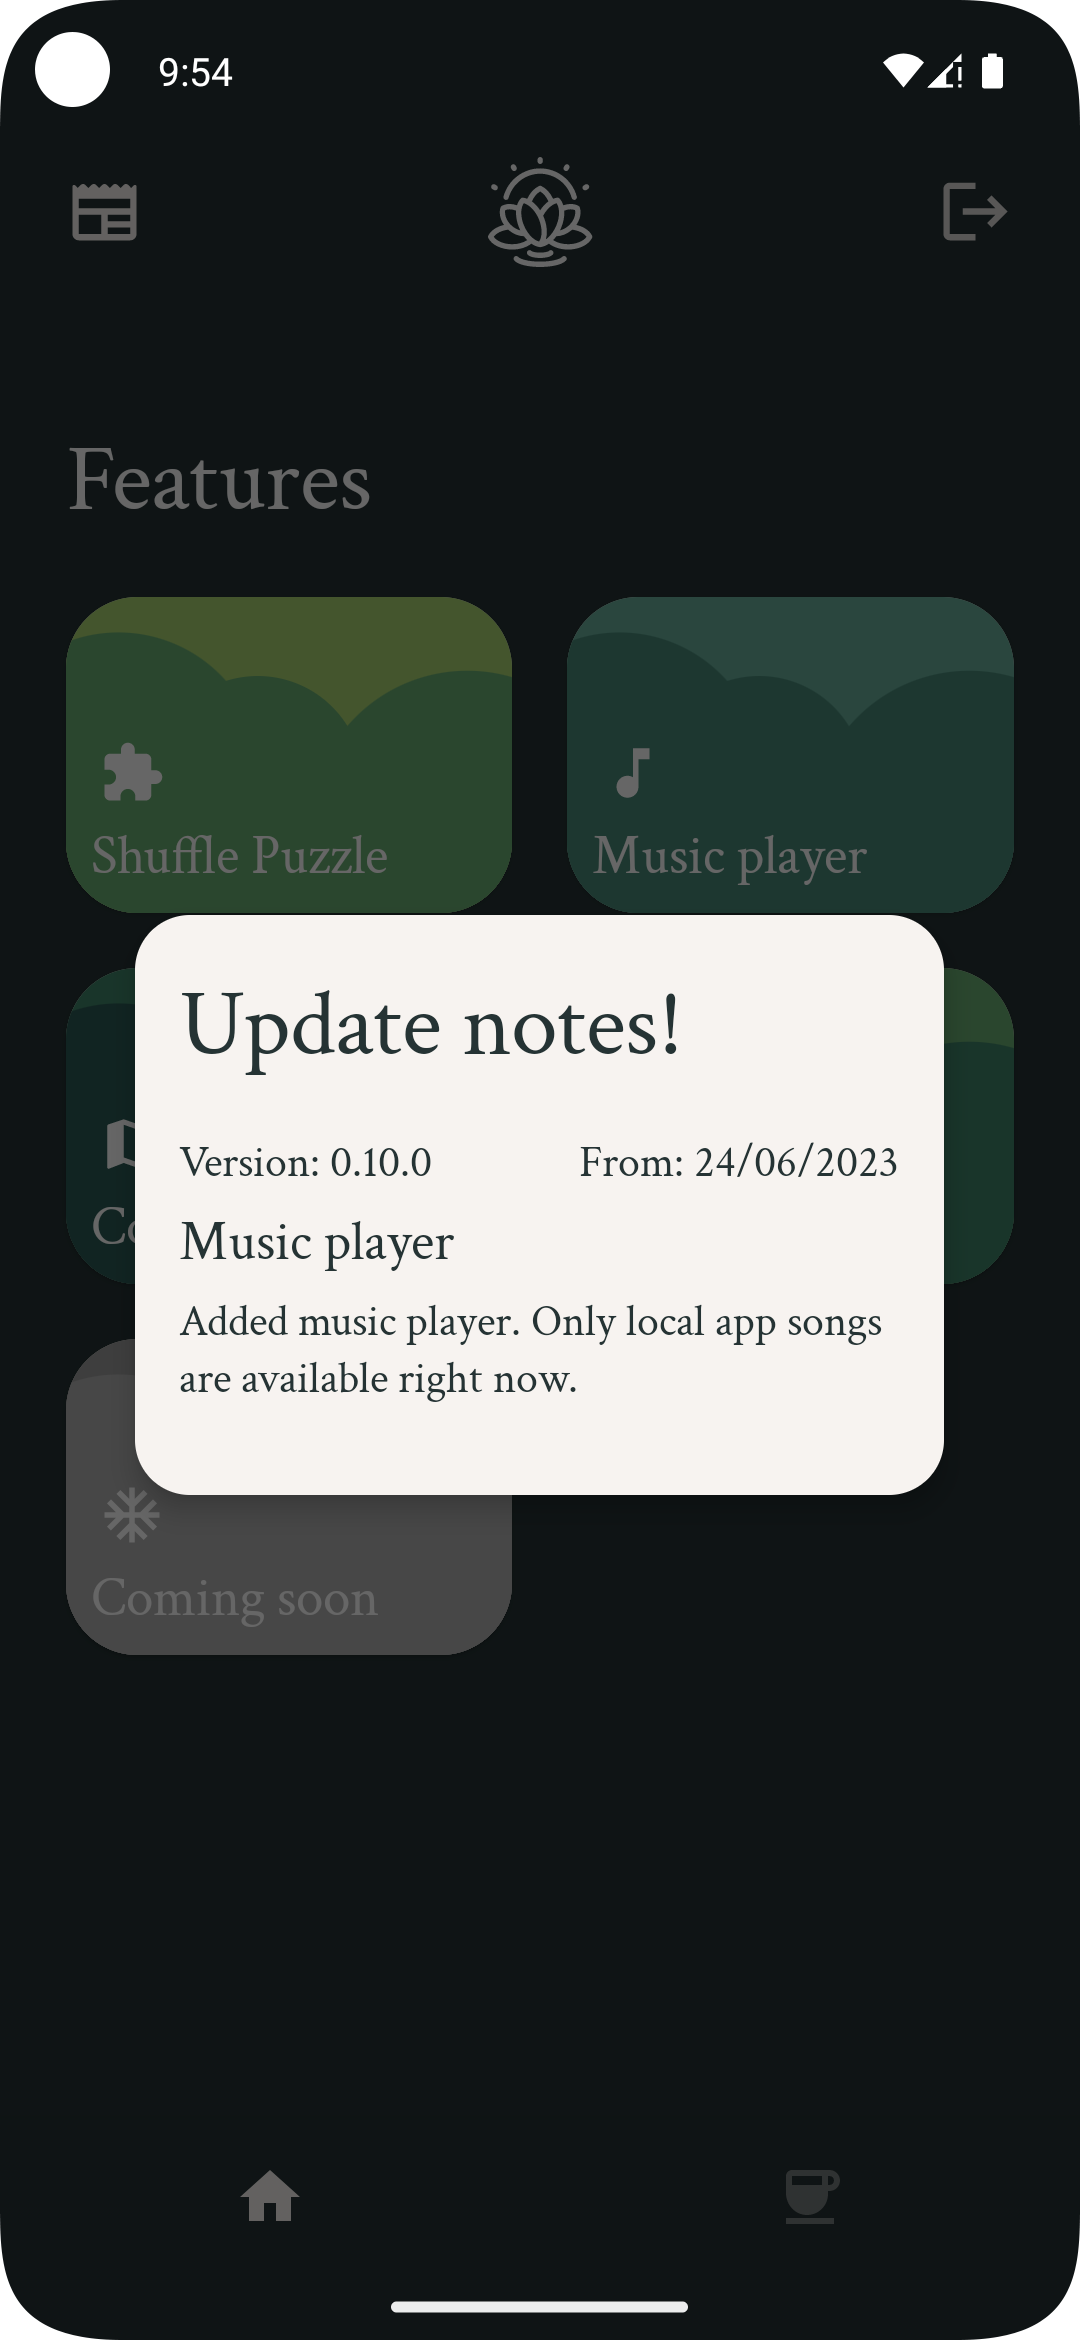 9:54
Features
Shuffle Puzzle
Music player
Update notes!
Version: 0.10.0
From: 24/06/2023
Music player
Added music player. Only local app songs
are available right now.
Coming soon